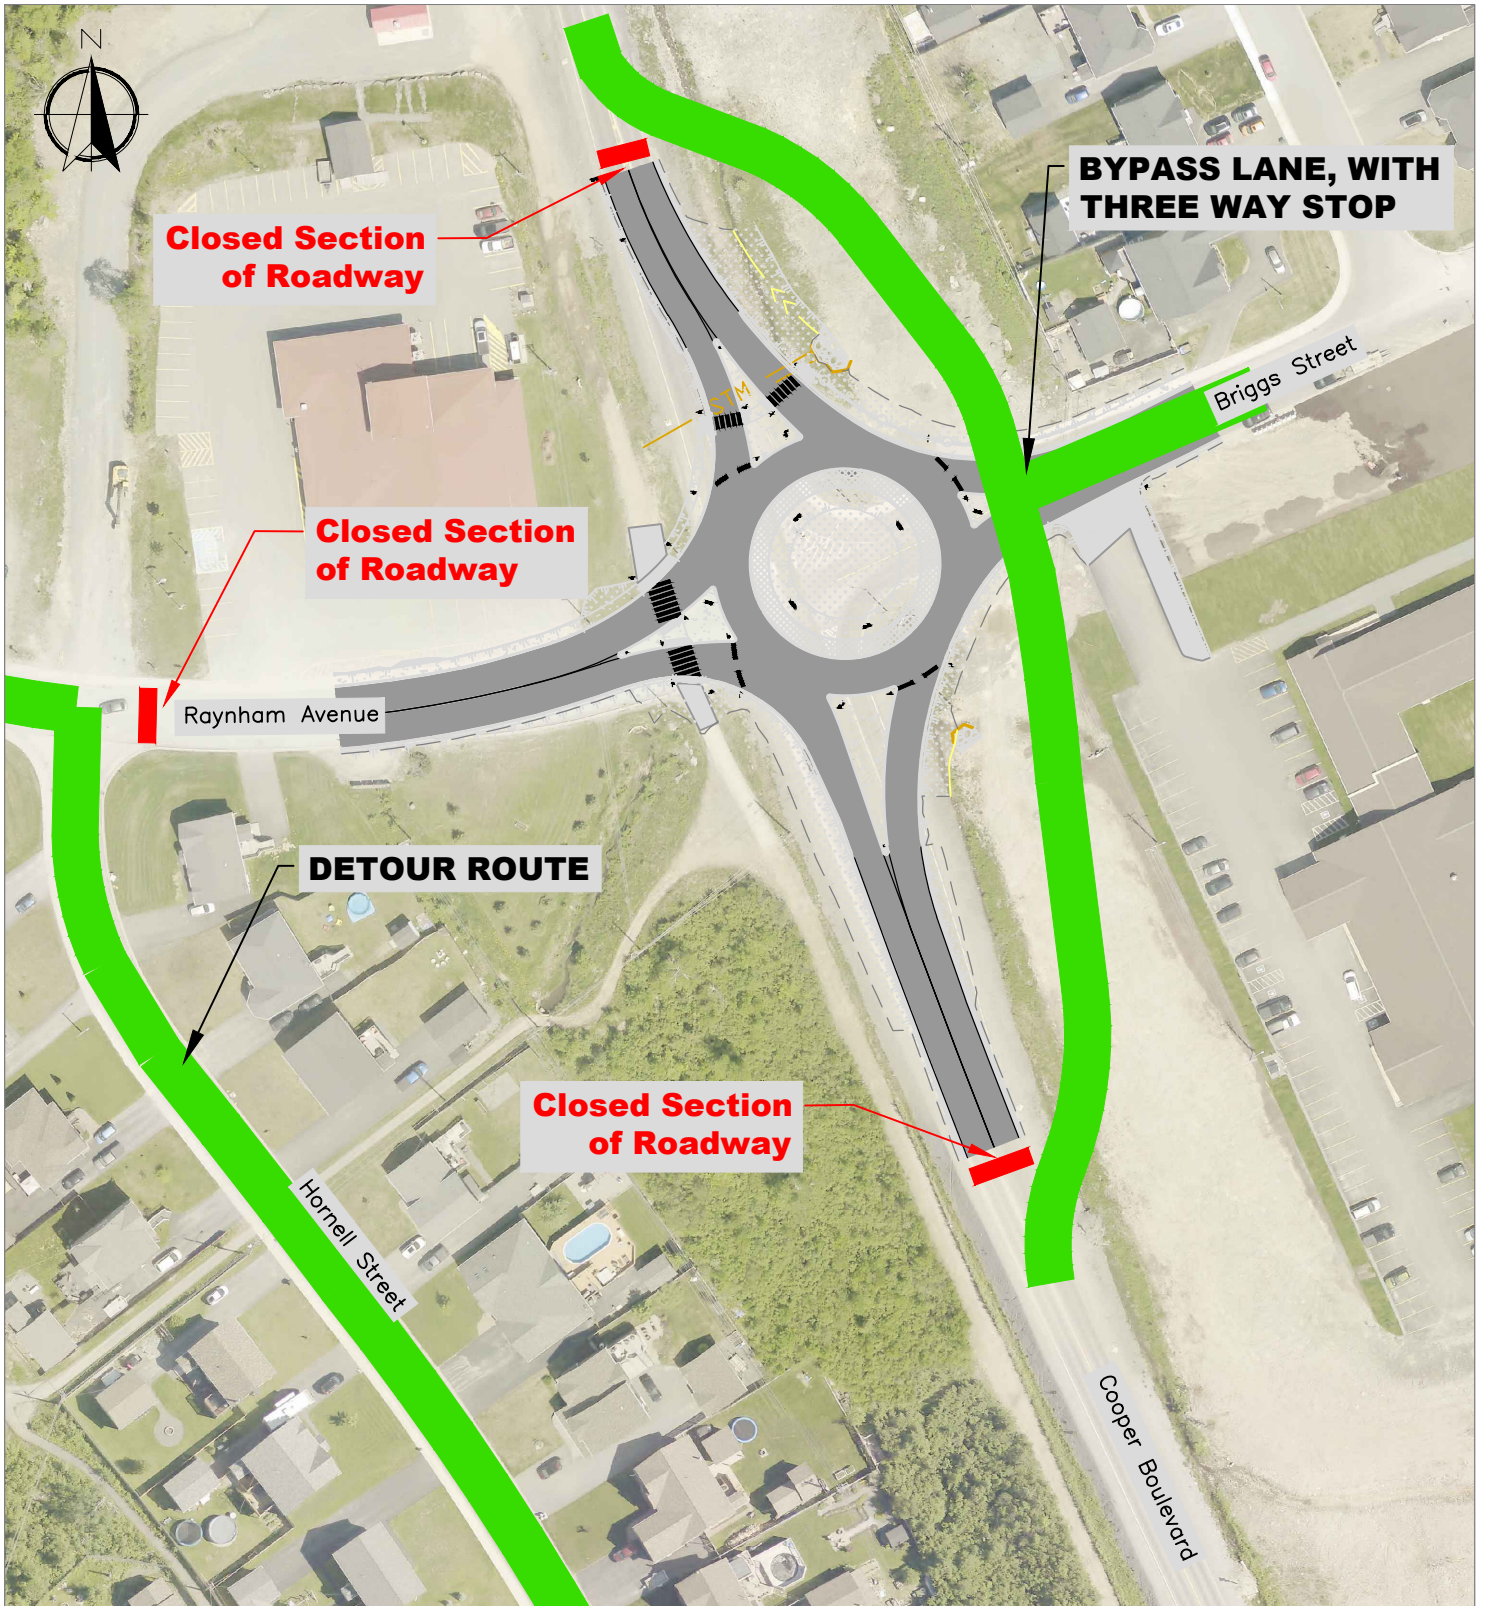 N
BYPASS LANE, WITH
THREE WAY STOP
Closed Section
of Roadway
Briggs Street
STM
Closed Section
of Roadway
Raynham Avenue
DETOUR ROUTE
Closed Section
of Roadway
Hornell Street
Cooper Boulevard